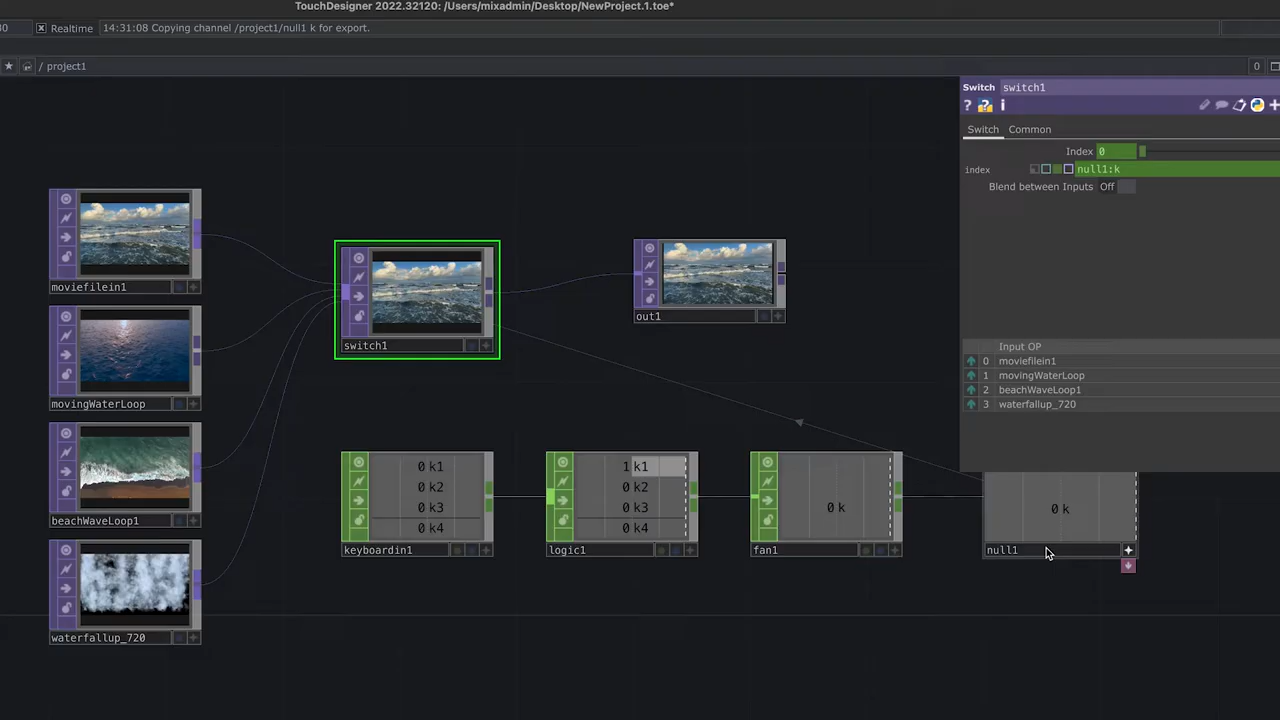 TouchDesigner 2022.32120: /Users/mixadmin/Desktop/NewProject.1.toe*
Realtime 14:31:08 Copying channel /project1/null1 k for export.
/ project1
0
Switch switch1
? ? i
Switch Common
Index 0
index null1:k
Blend between Inputs Off
moviefilein1
movingWaterLoop
beachWaveLoop1
waterfallup_720
switch1
out1
Input OP
0 moviefilein1
1 movingWaterLoop
2 beachWaveLoop1
3 waterfallup_720
0 k1
0 k2
0 k3
0 k4
keyboardin1
1 k1
0 k2
0 k3
0 k4
logic1
0 k
fan1
0 k
null1